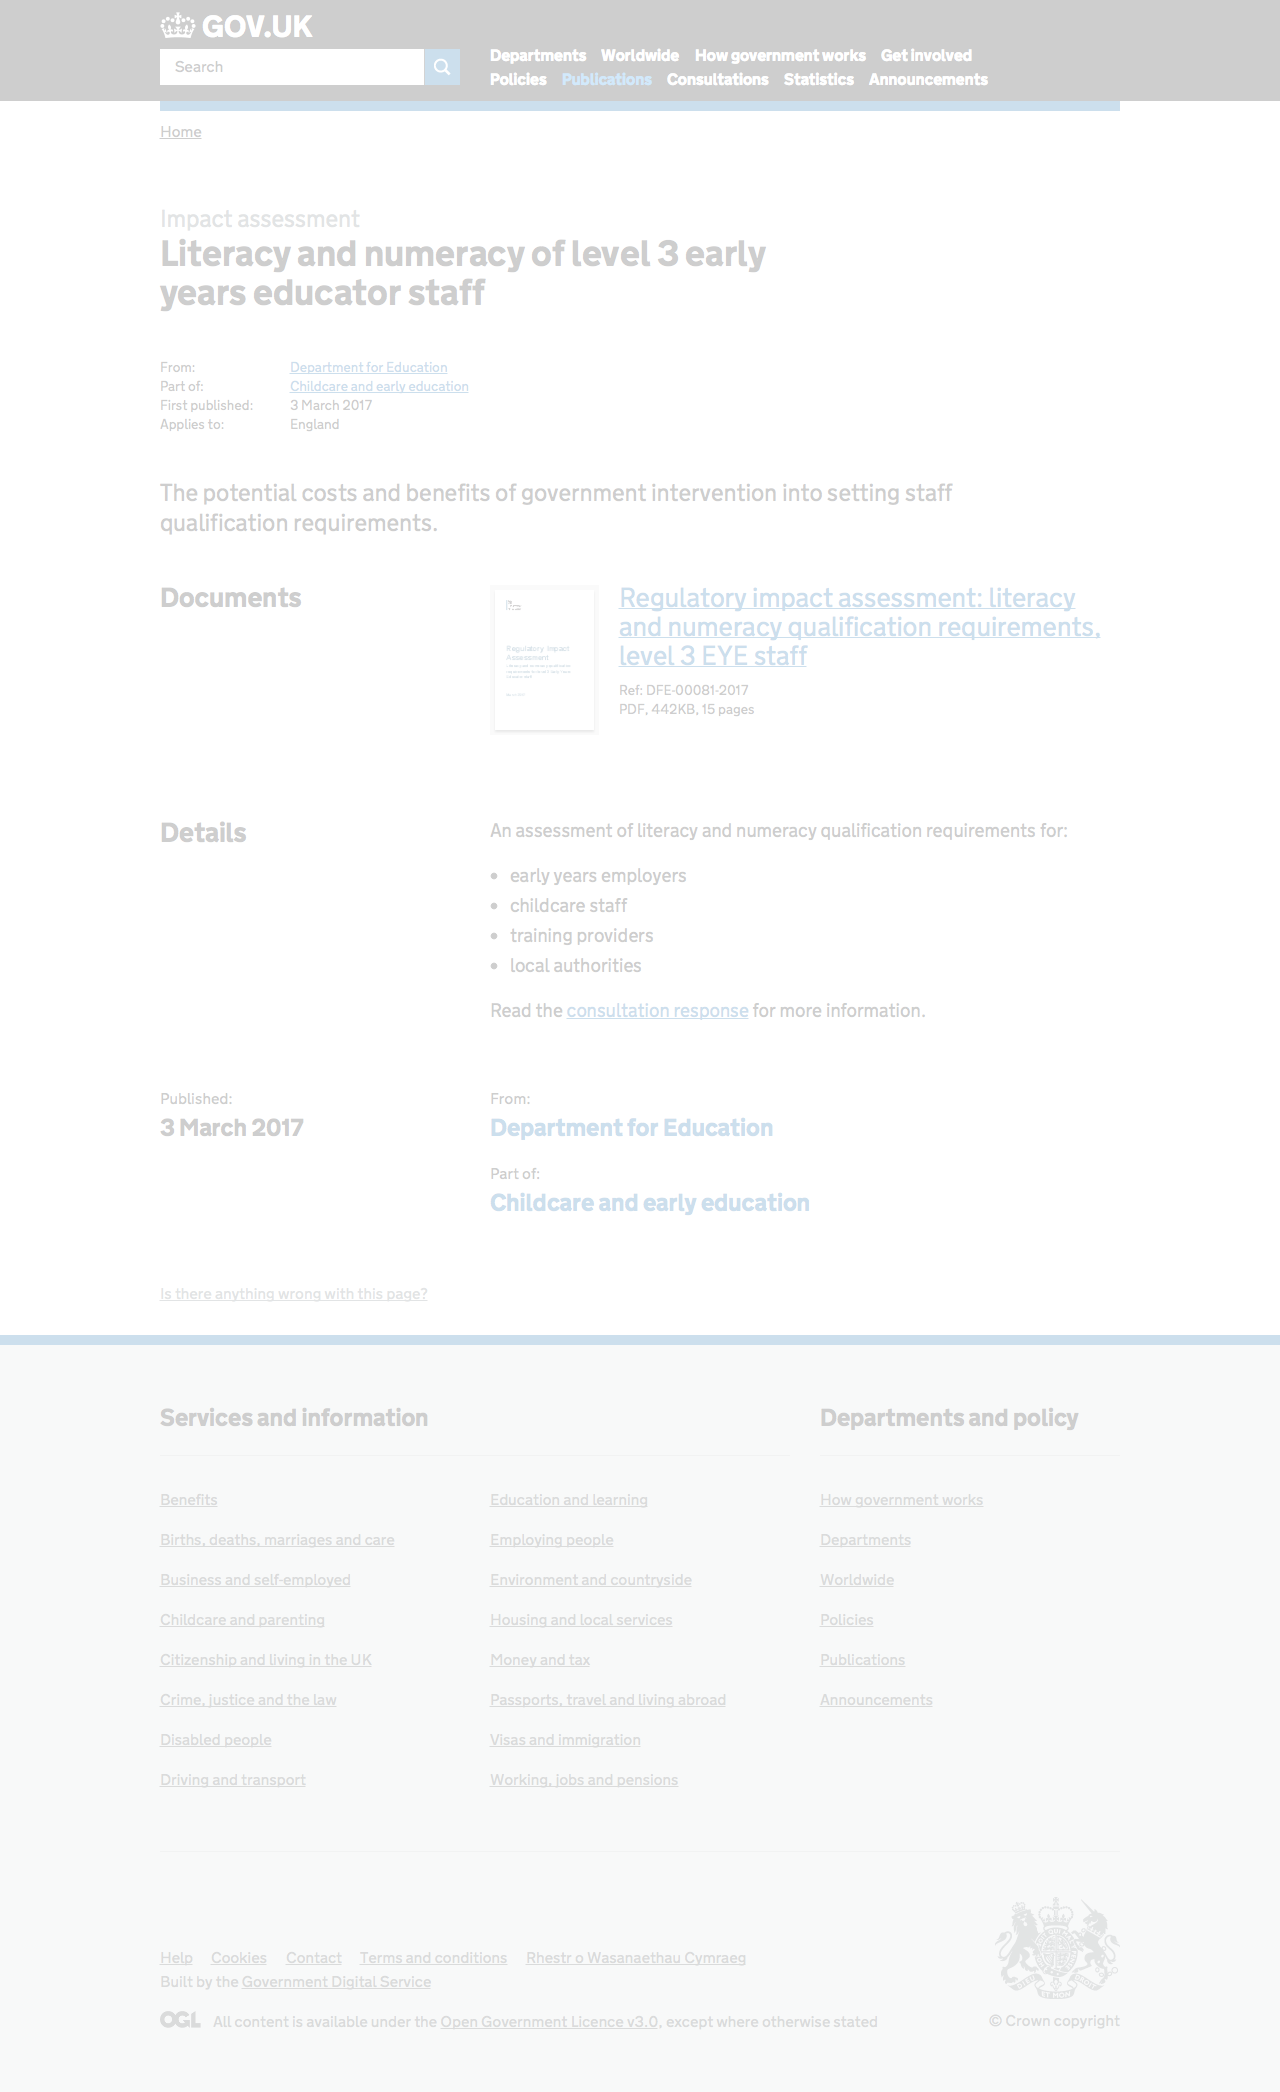 GOV.UK
Search
Departments Worldwide How government works Get involved
Policies Publications Consultations Statistics Announcements
Home
Impact assessment
Literacy and numeracy of level 3 early
years educator staff
From: Department for Education
Part of: Childcare and early education
First published: 3 March 2017
Applies to: England
The potential costs and benefits of government intervention into setting staff
qualification requirements.
Documents
Regulatory Impact
Assessment
Regulatory impact assessment: literacy
and numeracy qualification requirements,
level 3 EYE staff
Ref: DFE-00081-2017
PDF, 442KB, 15 pages
Details
An assessment of literacy and numeracy qualification requirements for:
• early years employers
• childcare staff
• training providers
• local authorities
Read the consultation response for more information.
Published:
3 March 2017
From:
Department for Education
Part of:
Childcare and early education
Is there anything wrong with this page?
Services and information
Benefits
Births, deaths, marriages and care
Business and self-employed
Childcare and parenting
Citizenship and living in the UK
Crime, justice and the law
Disabled people
Driving and transport
Education and learning
Employing people
Environment and countryside
Housing and local services
Money and tax
Passports, travel and living abroad
Visas and immigration
Working, jobs and pensions
Departments and policy
How government works
Departments
Worldwide
Policies
Publications
Announcements
Help Cookies Contact Terms and conditions Rhestr o Wasanaethau Cymraeg
Built by the Government Digital Service
OGL All content is available under the Open Government Licence v3.0, except where otherwise stated
© Crown copyright